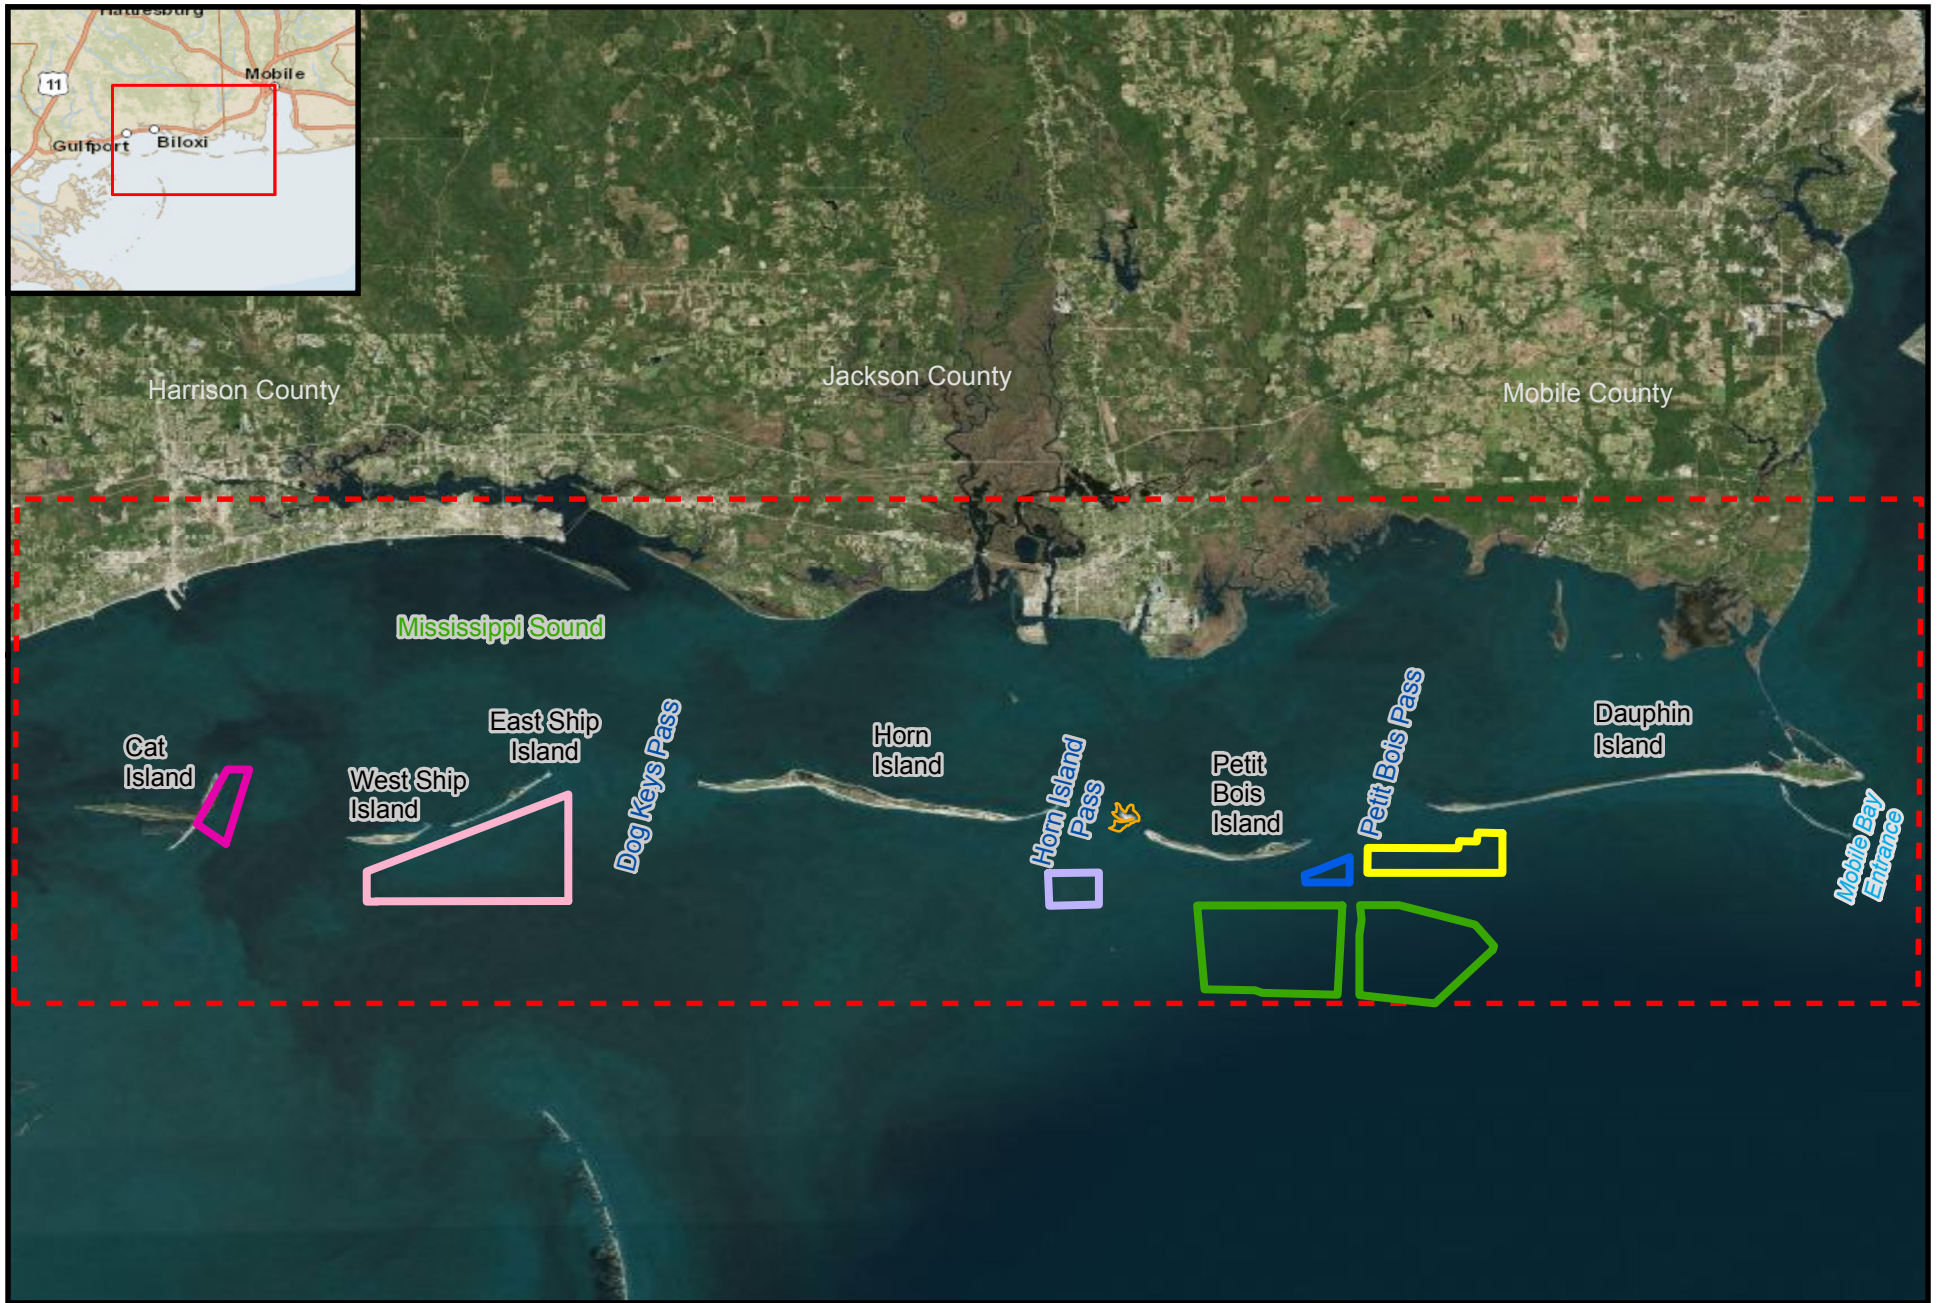 Hattiesburg
11
Mobile
Gulfport
Biloxi
Harrison County
Jackson County
Mobile County
Mississippi Sound
Cat
Island
West Ship
Island
East Ship
Island
Dog Keys Pass
Horn
Island
Horn Island
Pass
Petit
Bois
Island
Petit Bois Pass
Dauphin
Island
Mobile Bay
Entrance